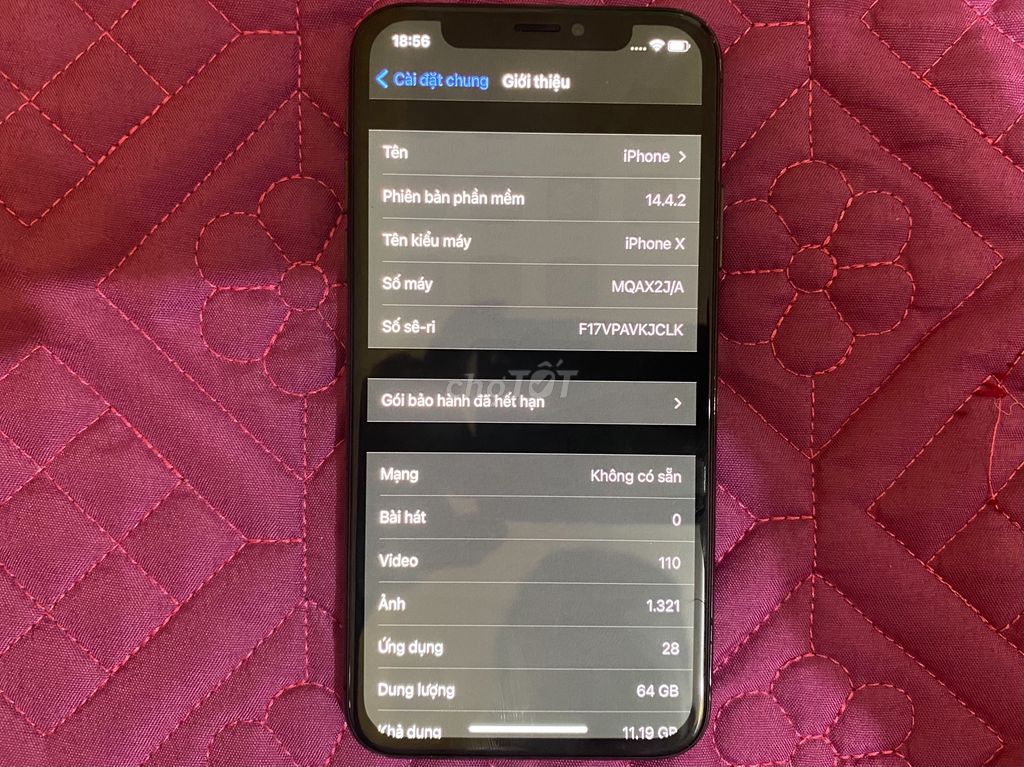 18:56
Cài đặt chung Giới thiệu
Tên iPhone
Phiên bản phần mềm 14.4.2
Tên kiểu máy iPhone X
Số máy MQAX2J/A
Số sê-ri F17VPAVKJCLK
chợTỐT
Gói bảo hành đã hết hạn
Mạng Không có sẵn
Bài hát 0
Video 110
Ảnh 1.321
Ứng dụng 28
Dung lượng 64 GB
Khả dụng 11,19 GB